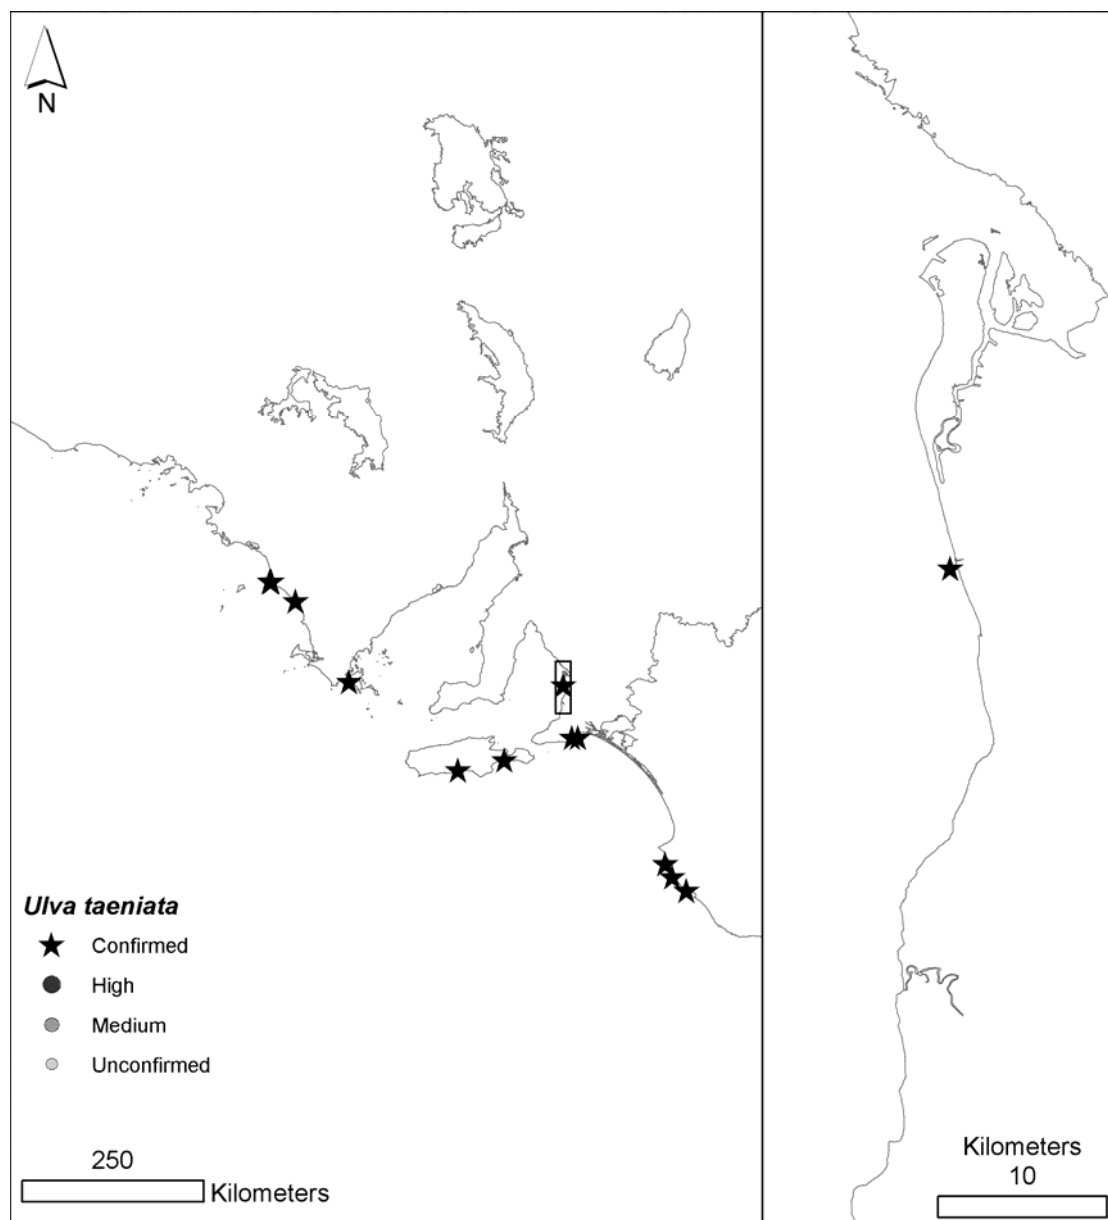 N
Ulva taeniata
Confirmed
High
Medium
Unconfirmed
250
Kilometers
Kilometers
10